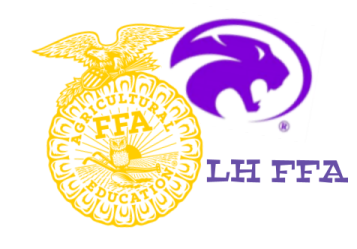 AGRICULTURAL
FFA
EDUCATION
®
LH FFA